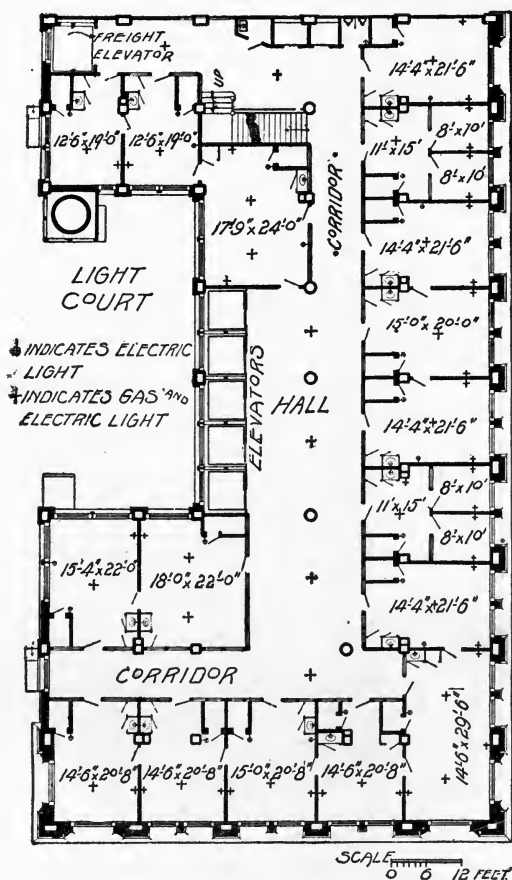 FREIGHT
ELEVATOR
UP
14'-4"x21'-6"
12'-6"x19'-0"
12'-6"x19'-0"
11'x15'
8'x10'
8'x10'
CORRIDOR
17'-9"x24'-0"
14'-4"x21'-6"
LIGHT
COURT
15'-0"x20'-0"
INDICATES ELECTRIC
LIGHT
INDICATES GAS AND
ELECTRIC LIGHT
ELEVATORS
HALL
14'-4"x21'-6"
8'x10'
11'x15'
8'x10'
15'-4"x22'-0"
18'-0"x22'-0"
14'-4"x21'-6"
CORRIDOR
14'-6"x29'-6"
14'-6"x20'-8"
14'-6"x20'-8"
15'-0"x20'-8"
14'-6"x20'-8"
SCALE
0 6 12 FEET.